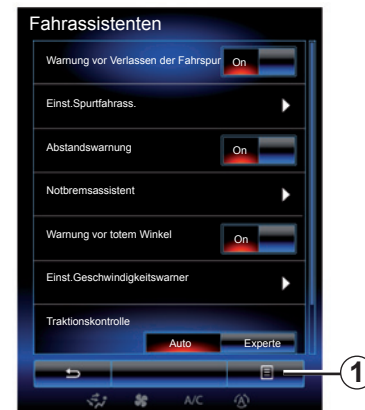 Fahrassistenten
Warnung vor Verlassen der Fahrspur On
Einst.Spurtfahrass.
Abstandswarnung On
Notbremsassistent
Warnung vor totem Winkel On
Einst.Geschwindigkeitswarner
Traktionskontrolle
Auto Experte
1
A/C A